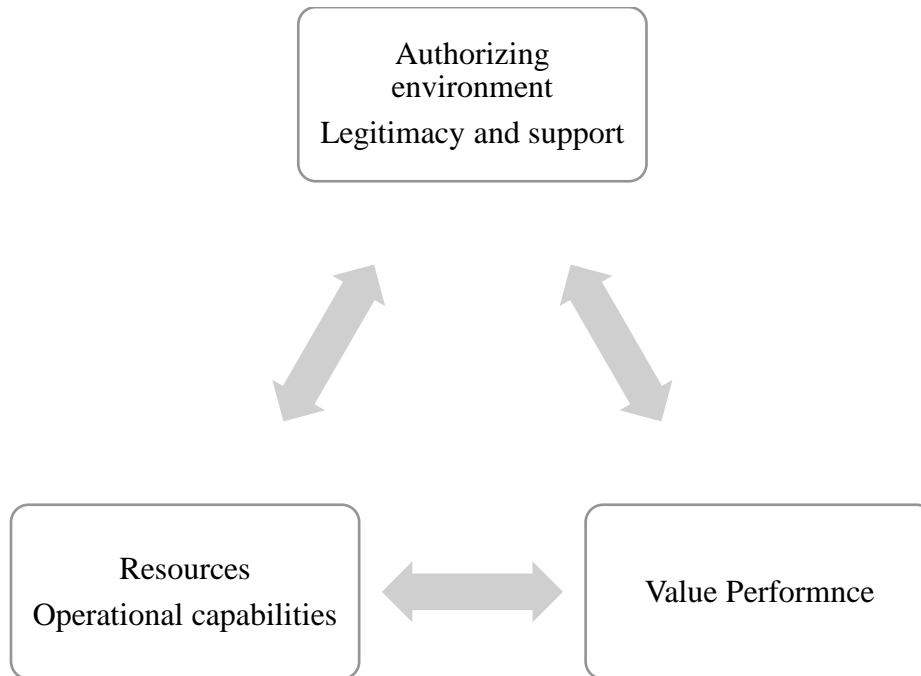 Authorizing
environment
Legitimacy and support
Resources
Operational capabilities
Value Performnce